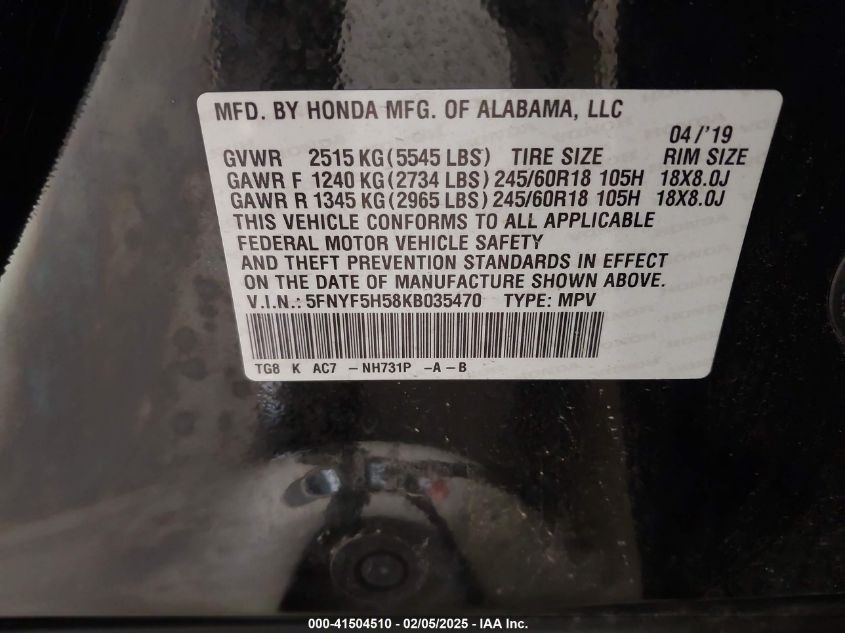 MFD. BY HONDA MFG. OF ALABAMA, LLC
04/'19
GVWR 2515 KG (5545 LBS) TIRE SIZE RIM SIZE
GAWR F 1240 KG (2734 LBS) 245/60R18 105H 18X8.0J
GAWR R 1345 KG (2965 LBS) 245/60R18 105H 18X8.0J
THIS VEHICLE CONFORMS TO ALL APPLICABLE
FEDERAL MOTOR VEHICLE SAFETY
AND THEFT PREVENTION STANDARDS IN EFFECT
ON THE DATE OF MANUFACTURE SHOWN ABOVE.
V.I.N.: 5FNYF5H58KB035470 TYPE: MPV
TG8 K AC7 -NH731P -A-B
000-41504510 - 02/05/2025 - IAA Inc.